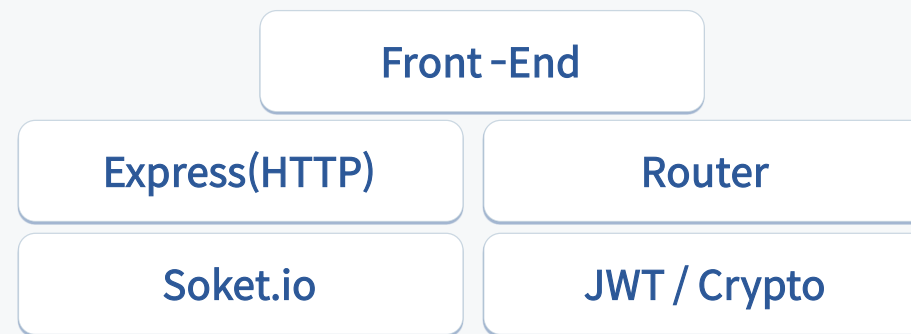 Front -End
Express(HTTP)
Router
Soket.io
JWT / Crypto